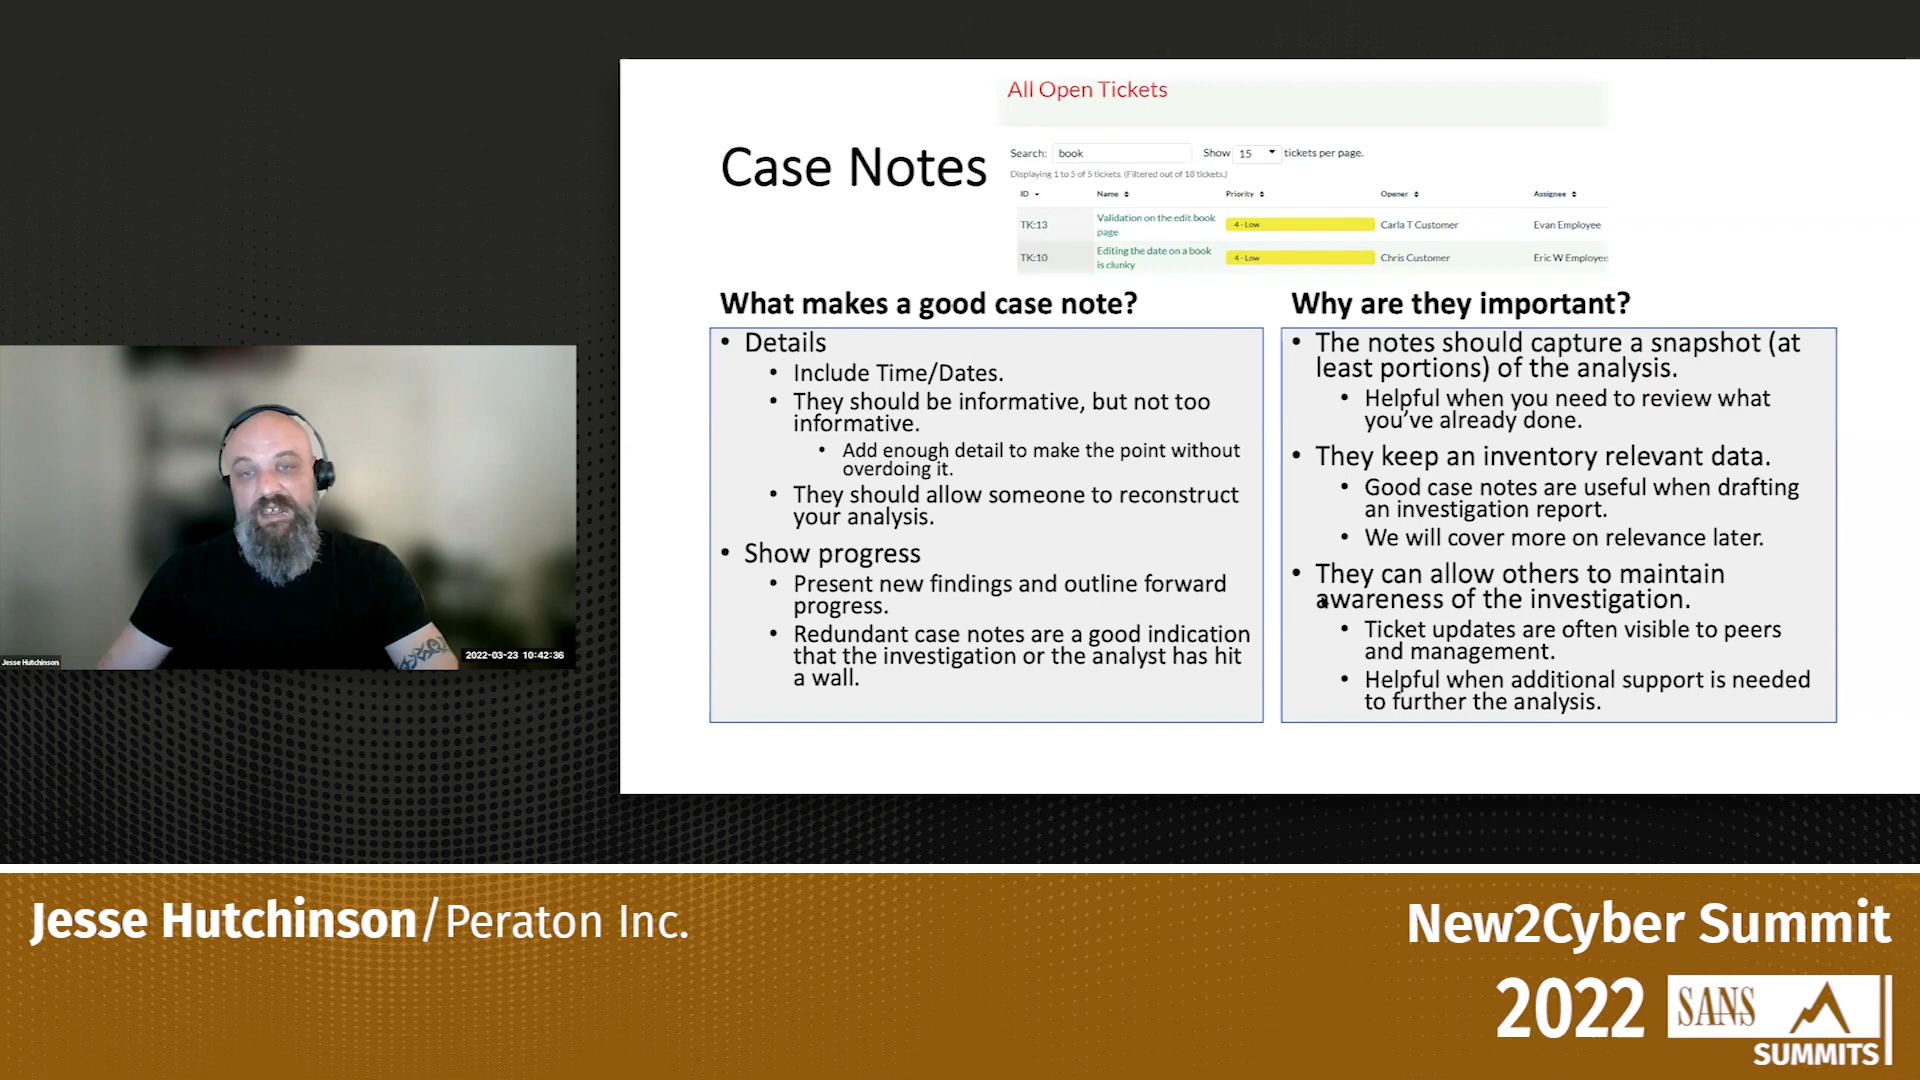 All Open Tickets
Case Notes
Search: book Show 15 tickets per page.
Displaying 1 to 5 of 5 tickets. (Filtered out of 18 tickets.)
ID Name Priority Opener Assignee
TK:13 Validation on the edit book page 4 - Low Carla T Customer Evan Employee
TK:10 Editing the date on a book is clunky 4 - Low Chris Customer Eric W Employee
What makes a good case note?
• Details
• Include Time/Dates.
• They should be informative, but not too
informative.
• Add enough detail to make the point without
overdoing it.
• They should allow someone to reconstruct
your analysis.
• Show progress
• Present new findings and outline forward
progress.
• Redundant case notes are a good indication
that the investigation or the analyst has hit
a wall.
Why are they important?
• The notes should capture a snapshot (at
least portions) of the analysis.
• Helpful when you need to review what
you've already done.
• They keep an inventory relevant data.
• Good case notes are useful when drafting
an investigation report.
• We will cover more on relevance later.
• They can allow others to maintain
awareness of the investigation.
• Ticket updates are often visible to peers
and management.
• Helpful when additional support is needed
to further the analysis.
Jesse Hutchinson
2022-03-23 10:42:36
Jesse Hutchinson/Peraton Inc.
New2Cyber Summit
2022
SANS
SUMMITS